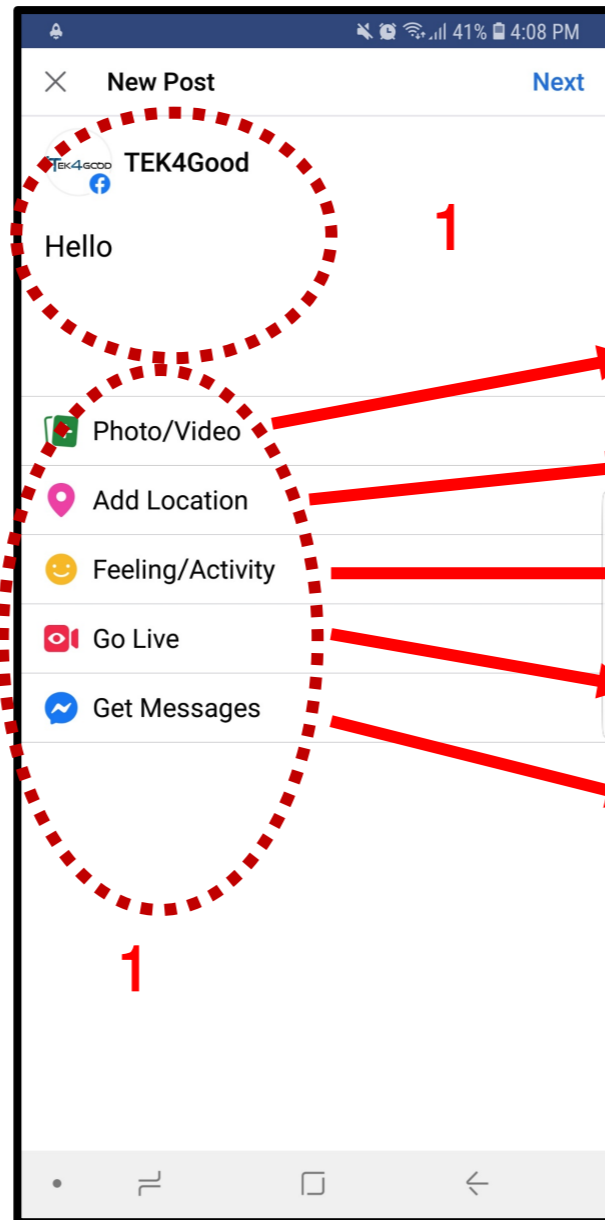 41% 4:08 PM
New Post Next
TEK4GOOD TEK4Good
Hello
1
Photo/Video
Add Location
Feeling/Activity
Go Live
Get Messages
1